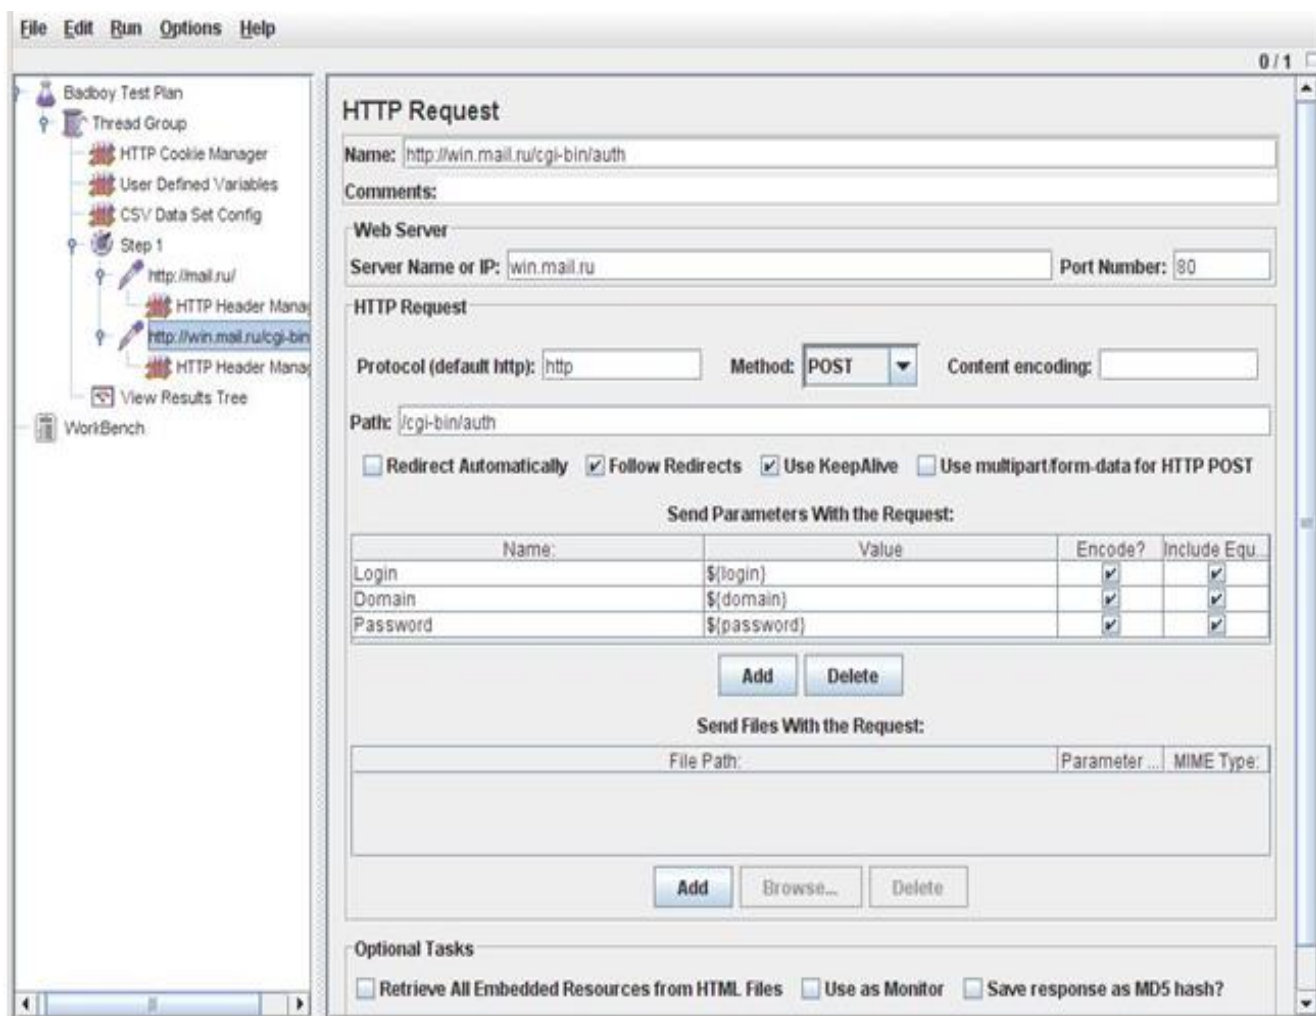 File Edit Run Options Help
0 / 1
Badboy Test Plan
Thread Group
HTTP Cookie Manager
User Defined Variables
CSV Data Set Config
Step 1
http://mail.ru/
HTTP Header Manag
http://win.mail.ru/cgi-bin
HTTP Header Manag
View Results Tree
WorkBench
HTTP Request
Name: http://win.mail.ru/cgi-bin/auth
Comments:
Web Server
Server Name or IP: win.mail.ru Port Number: 80
HTTP Request
Protocol (default http): http Method: POST Content encoding:
Path: /cgi-bin/auth
Redirect Automatically Follow Redirects Use KeepAlive Use multipart/form-data for HTTP POST
Send Parameters With the Request:
Name: Value Encode? Include Equ...
Login ${login}
Domain ${domain}
Password ${password}
Add Delete
Send Files With the Request:
File Path: Parameter ... MIME Type:
Add Browse... Delete
Optional Tasks
Retrieve All Embedded Resources from HTML Files Use as Monitor Save response as MD5 hash?